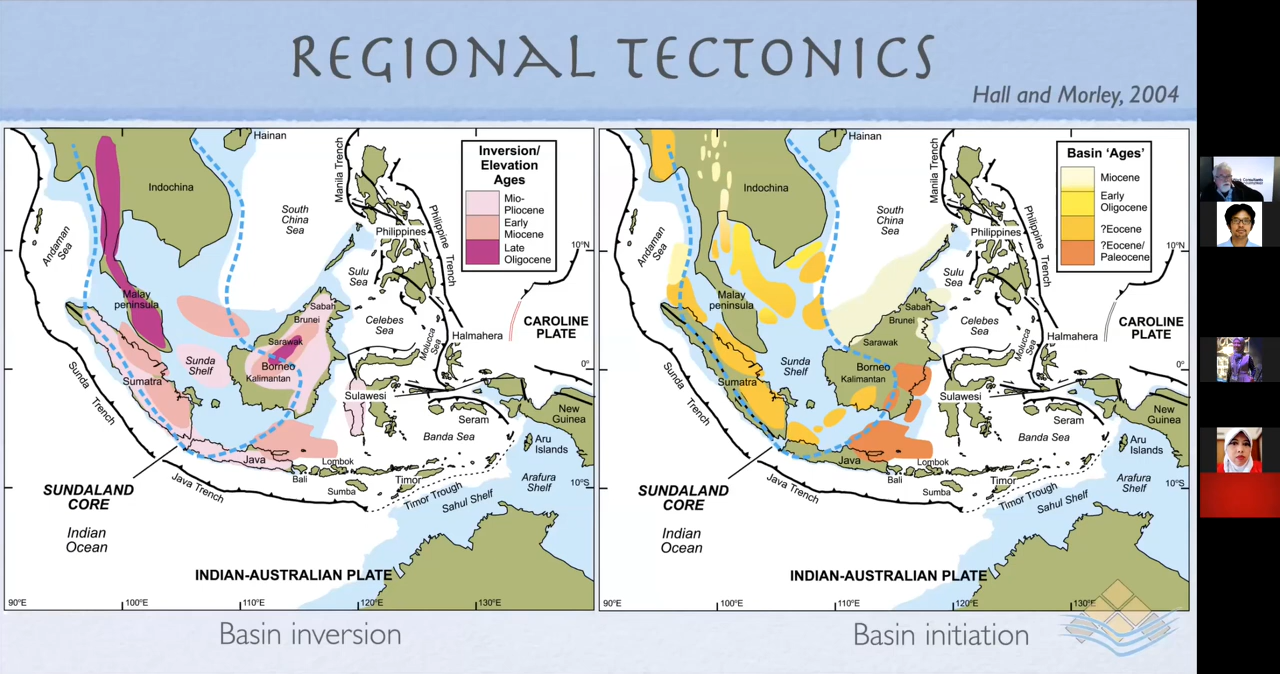 REGIONAL TECTONICS
Hall and Morley, 2004
Hainan
Inversion/
Elevation
Ages
Mio-
Pliocene
Early
Miocene
Late
Oligocene
Manila Trench
Indochina
South
China
Sea
Philippines
Philippine
Trench
Andaman
Sea
10°N
Sulu
Sea
Malay
peninsula
Sabah
Brunei
Celebes
Sea
CAROLINE
PLATE
Halmahera
Molucca
Sea
Sarawak
Sunda
Shelf
Borneo
Kalimantan
0°
Sunda
Trench
Sumatra
Sulawesi
New
Guinea
Seram
Banda Sea
Aru
Islands
Java
Lombok
Bali
Sumba
Timor
Timor Trough
Sahul Shelf
Arafura
Shelf
Java Trench
10°S
SUNDALAND
CORE
Indian
Ocean
INDIAN-AUSTRALIAN PLATE
90°E
100°E
110°E
120°E
130°E
Basin inversion
Hainan
Basin 'Ages'
Miocene
Early
Oligocene
?Eocene
?Eocene/
Paleocene
Manila Trench
Indochina
South
China
Sea
Philippines
Philippine
Trench
Andaman
Sea
10°N
Sulu
Sea
Malay
peninsula
Sabah
Brunei
Celebes
Sea
CAROLINE
PLATE
Halmahera
Molucca
Sea
Sarawak
Sunda
Shelf
Borneo
Kalimantan
0°
Sunda
Trench
Sumatra
Sulawesi
New
Guinea
Seram
Banda Sea
Aru
Islands
Java
Lombok
Bali
Sumba
Timor
Timor Trough
Sahul Shelf
Arafura
Shelf
Java Trench
10°S
SUNDALAND
CORE
Indian
Ocean
INDIAN-AUSTRALIAN PLATE
90°E
100°E
110°E
120°E
130°E
Basin initiation